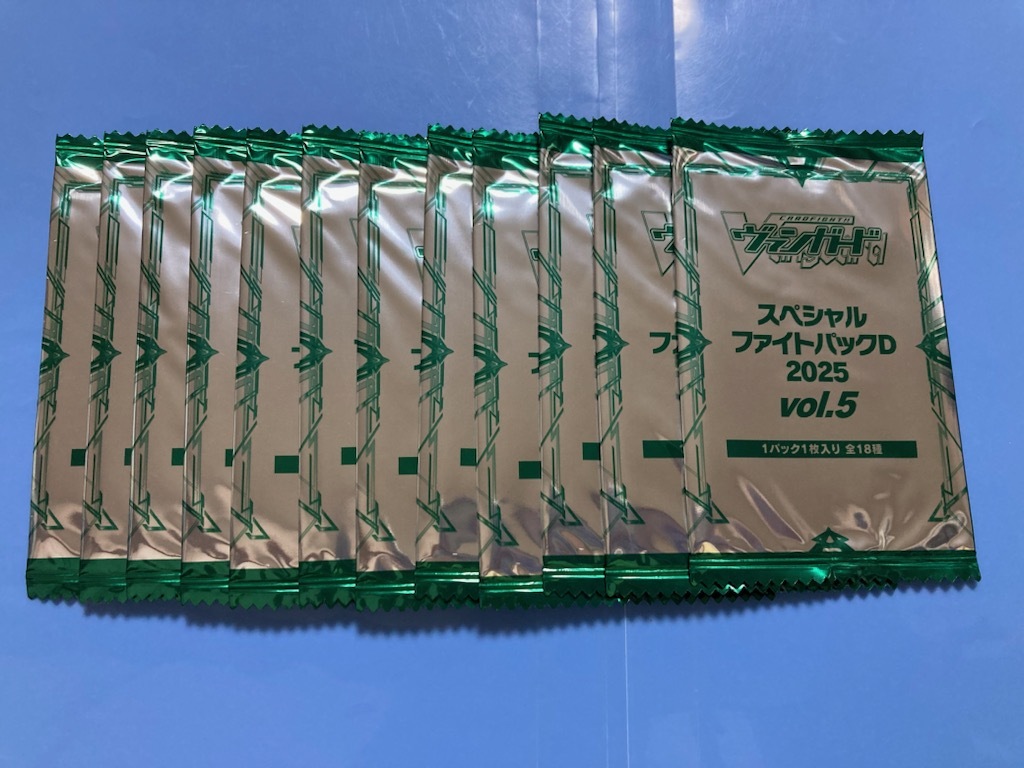 CARDFIGHT!!
ヴァンガード
スペシャル
ファイトパックD
2025
vol.5
1パック1枚入り 全18種